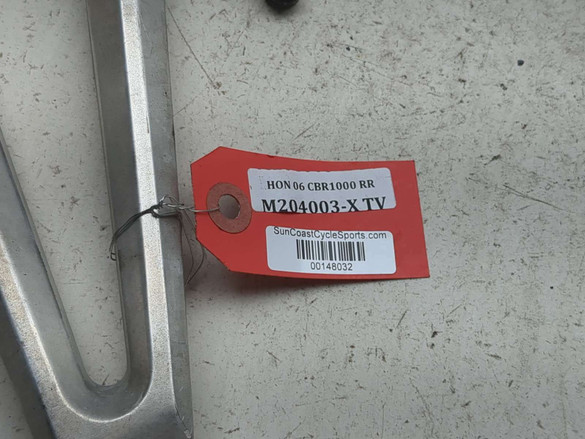 HON 06 CBR1000 RR
M204003-X TV
SunCoastCycleSports.com
00148032